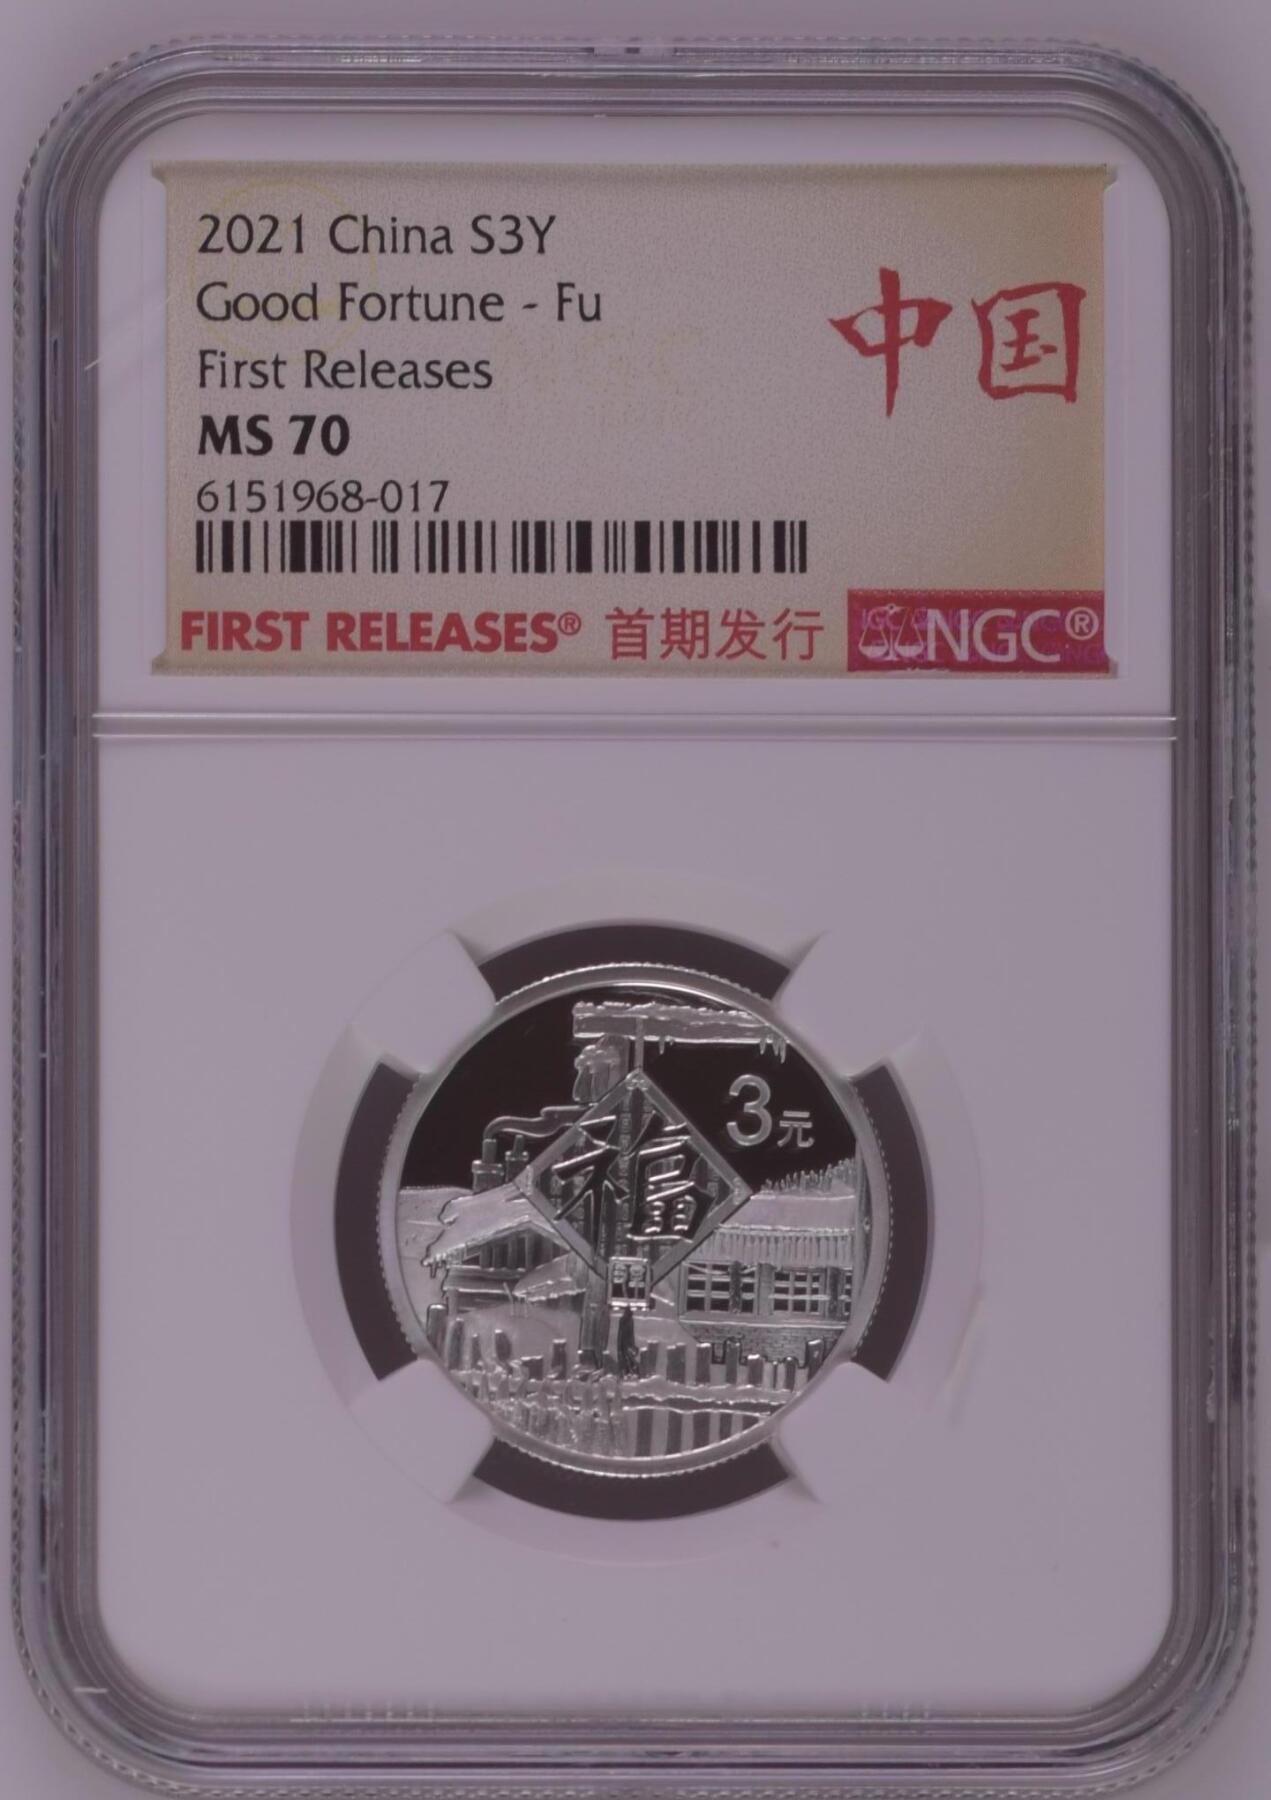 2021 China S3Y
Good Fortune - Fu
First Releases
MS 70
6151968-017
中国
FIRST RELEASES® 首期发行 NGC®
3元
福